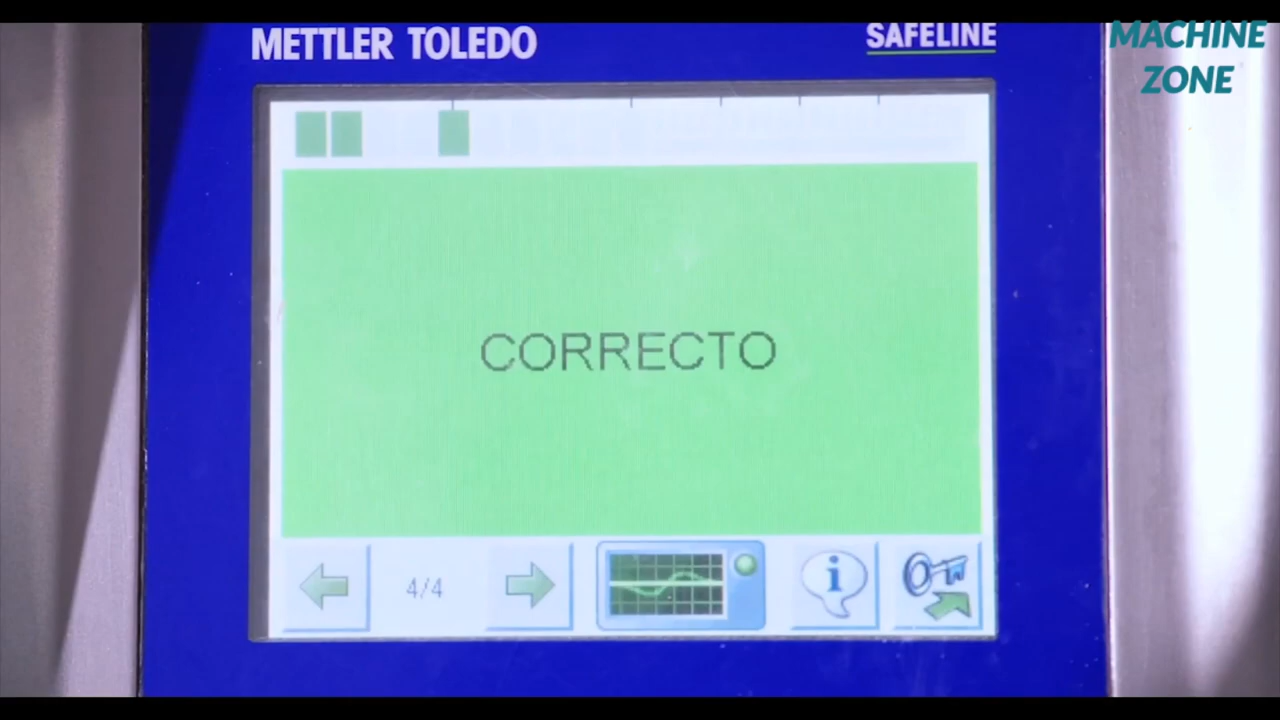 METTLER TOLEDO
SAFELINE
MACHINE
ZONE
CORRECTO
4/4
i